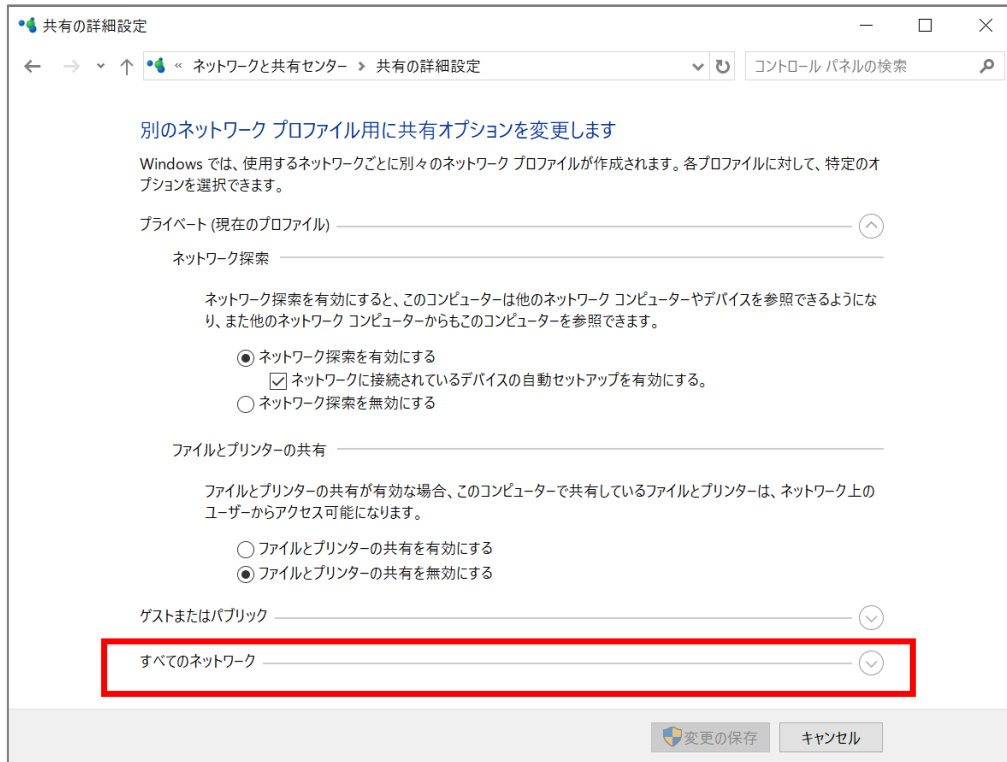 共有の詳細設定
« ネットワークと共有センター > 共有の詳細設定
コントロール パネルの検索
別のネットワーク プロファイル用に共有オプションを変更します
Windows では、使用するネットワークごとに別々のネットワーク プロファイルが作成されます。各プロファイルに対して、特定のオ
プションを選択できます。
プライベート (現在のプロファイル)
ネットワーク探索
ネットワーク探索を有効にすると、このコンピューターは他のネットワーク コンピューターやデバイスを参照できるようにな
り、また他のネットワーク コンピューターからもこのコンピューターを参照できます。
ネットワーク探索を有効にする
ネットワークに接続されているデバイスの自動セットアップを有効にする。
ネットワーク探索を無効にする
ファイルとプリンターの共有
ファイルとプリンターの共有が有効な場合、このコンピューターで共有しているファイルとプリンターは、ネットワーク上の
ユーザーからアクセス可能になります。
ファイルとプリンターの共有を有効にする
ファイルとプリンターの共有を無効にする
ゲストまたはパブリック
すべてのネットワーク
変更の保存
キャンセル